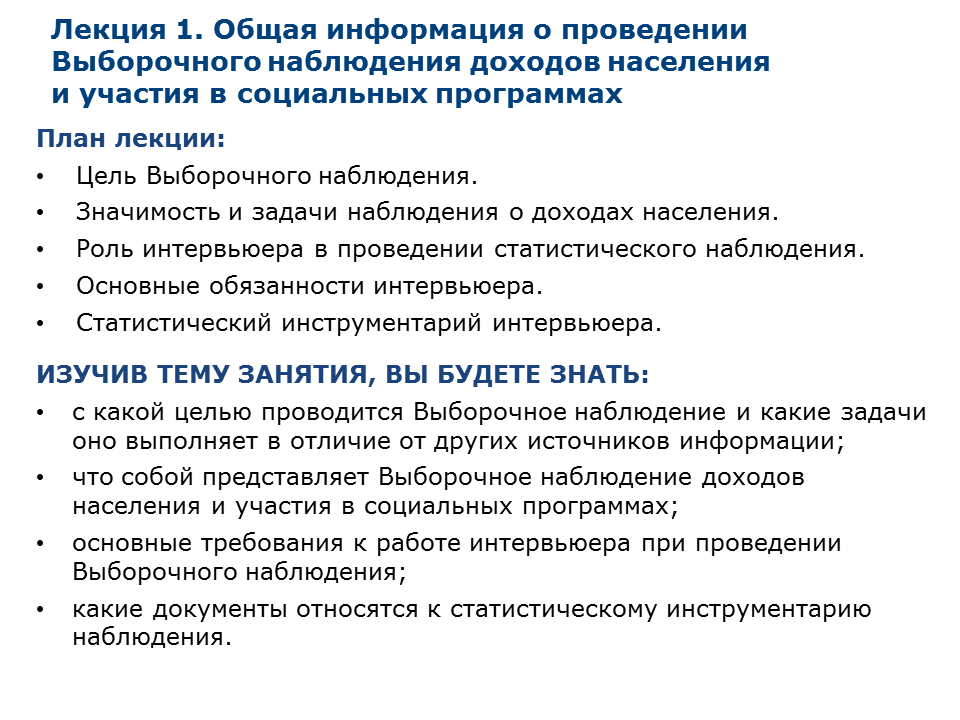 Лекция 1. Общая информация о проведении
Выборочного наблюдения доходов населения
и участия в социальных программах
План лекции:
• Цель Выборочного наблюдения.
• Значимость и задачи наблюдения о доходах населения.
• Роль интервьюера в проведении статистического наблюдения.
• Основные обязанности интервьюера.
• Статистический инструментарий интервьюера.
ИЗУЧИВ ТЕМУ ЗАНЯТИЯ, ВЫ БУДЕТЕ ЗНАТЬ:
• с какой целью проводится Выборочное наблюдение и какие задачи
оно выполняет в отличие от других источников информации;
• что собой представляет Выборочное наблюдение доходов
населения и участия в социальных программах;
• основные требования к работе интервьюера при проведении
Выборочного наблюдения;
• какие документы относятся к статистическому инструментарию
наблюдения.